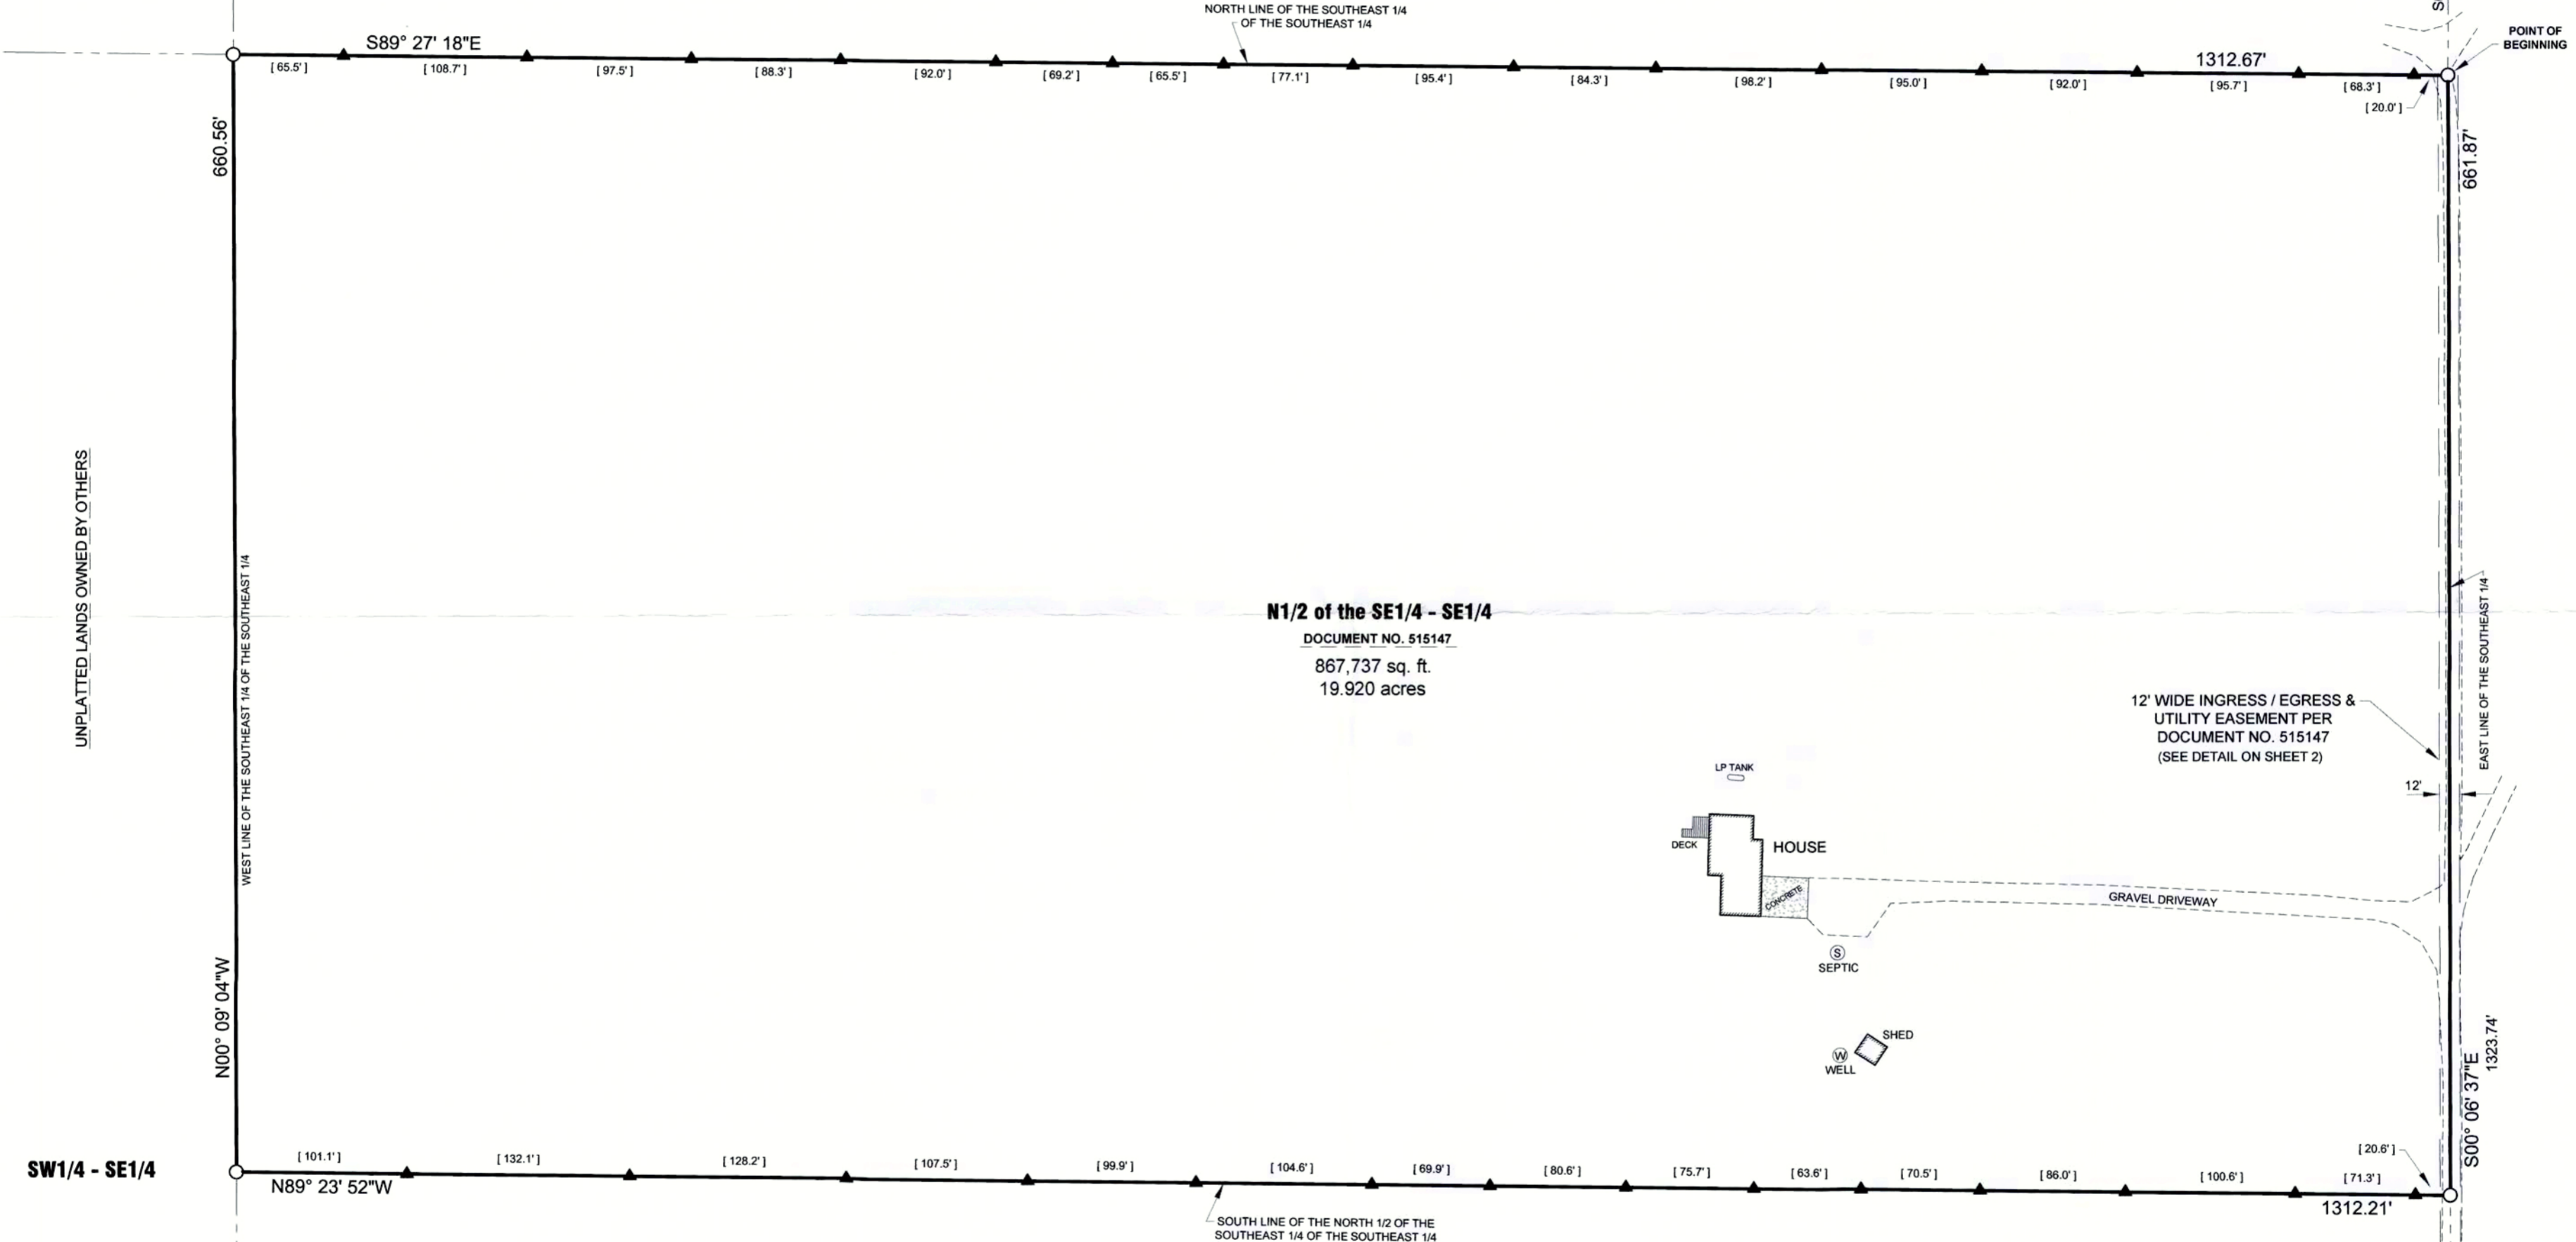 NORTH LINE OF THE SOUTHEAST 1/4
OF THE SOUTHEAST 1/4
POINT OF
BEGINNING
S89° 27' 18"E
1312.67'
[ 65.5' ]
[ 108.7' ]
[ 97.5' ]
[ 88.3' ]
[ 92.0' ]
[ 69.2' ]
[ 65.5' ]
[ 77.1' ]
[ 95.4' ]
[ 84.3' ]
[ 98.2' ]
[ 95.0' ]
[ 92.0' ]
[ 95.7' ]
[ 68.3' ]
[ 20.0' ]
660.56'
661.87'
UNPLATTED LANDS OWNED BY OTHERS
WEST LINE OF THE SOUTHEAST 1/4 OF THE SOUTHEAST 1/4
N1/2 of the SE1/4 - SE1/4
DOCUMENT NO. 515147
867,737 sq. ft.
19.920 acres
EAST LINE OF THE SOUTHEAST 1/4
12' WIDE INGRESS / EGRESS &
UTILITY EASEMENT PER
DOCUMENT NO. 515147
(SEE DETAIL ON SHEET 2)
12'
LP TANK
DECK
HOUSE
CONCRETE
GRAVEL DRIVEWAY
S
SEPTIC
SHED
W
WELL
N00° 09' 04"W
S00° 06' 37"E
1323.74'
SW1/4 - SE1/4
[ 101.1' ]
[ 132.1' ]
[ 128.2' ]
[ 107.5' ]
[ 99.9' ]
[ 104.6' ]
[ 69.9' ]
[ 80.6' ]
[ 75.7' ]
[ 63.6' ]
[ 70.5' ]
[ 86.0' ]
[ 100.6' ]
[ 71.3' ]
[ 20.6' ]
N89° 23' 52"W
1312.21'
SOUTH LINE OF THE NORTH 1/2 OF THE
SOUTHEAST 1/4 OF THE SOUTHEAST 1/4